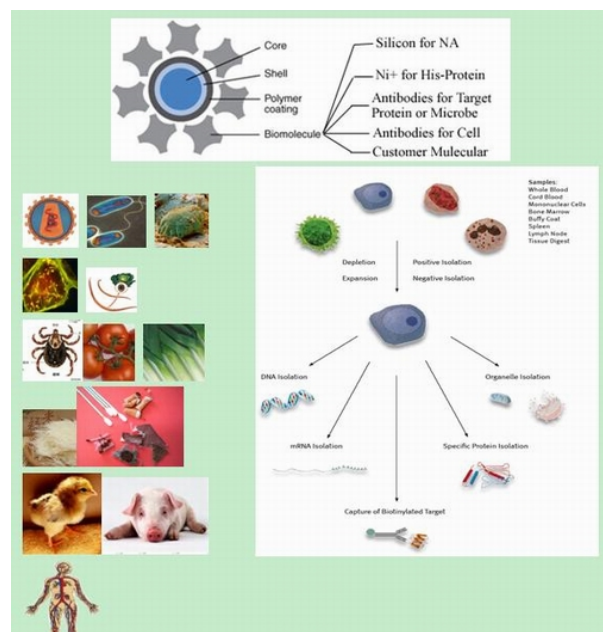 Core
Shell
Polymer
coating
Biomolecule
Silicon for NA
Ni+ for His-Protein
Antibodies for Target
Protein or Microbe
Antibodies for Cell
Customer Mulecular
Samples:
Whole Blood
Cord Blood
Mononuclear Cells
Bone Marrow
Buffy Coat
Spleen
Lymph Node
Tissue Digest
Depletion
Positive Isolation
Expansion
Negative Isolation
DNA Isolation
Organelle Isolation
mRNA Isolation
Specific Protein Isolation
Capture of Biotinylated Target